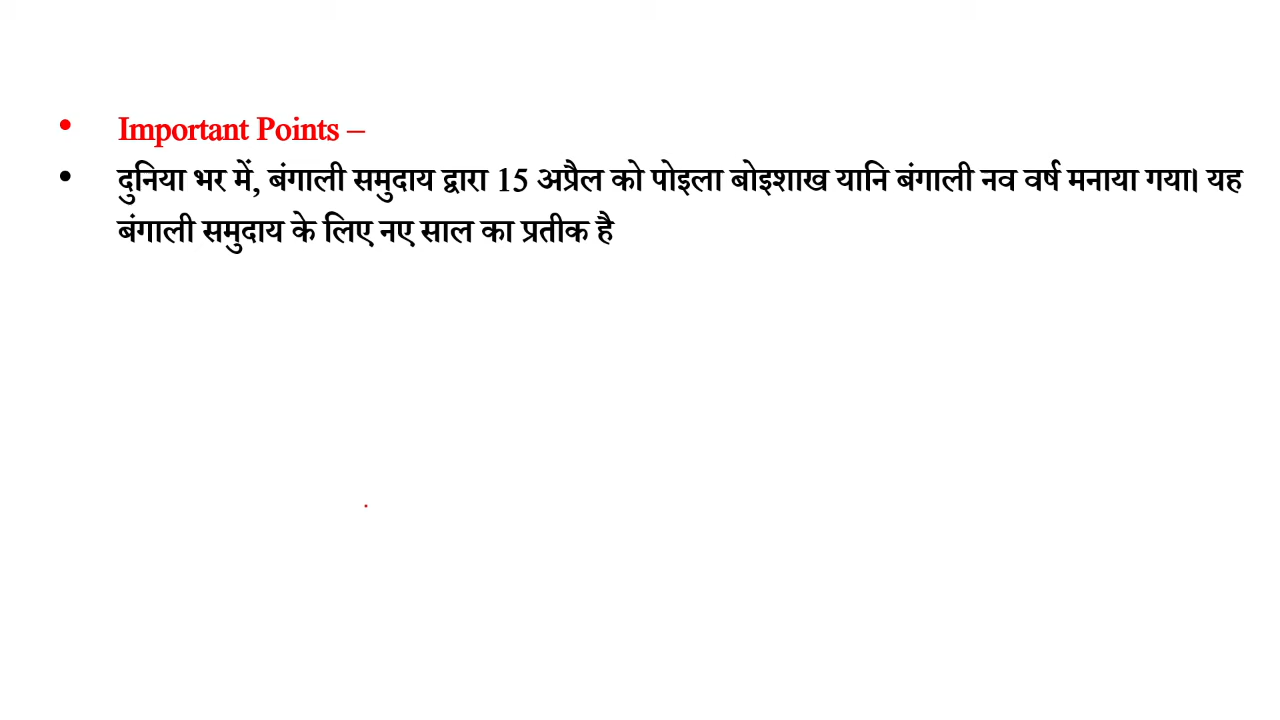 • Important Points –
• दुनिया भर में, बंगाली समुदाय द्वारा 15 अप्रैल को पोइला बोइशाख यानि बंगाली नव वर्ष मनाया गया। यह
बंगाली समुदाय के लिए नए साल का प्रतीक है